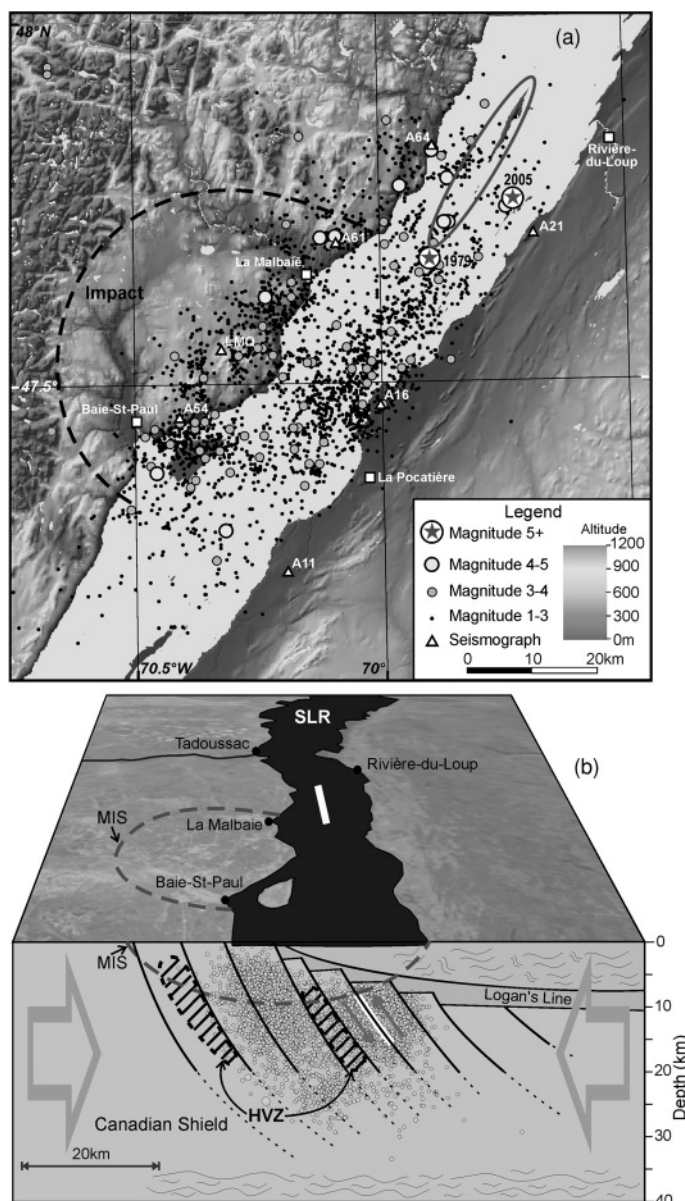 (a)
A64
Rivière-
du-Loup
2005
A21
A61
La Malbaie
1979
Impact
LMQ
47.5°
Baie-St-Paul
A54
A16
La Pocatière
A11
70.5°W
70°
Legend
Magnitude 5+
Magnitude 4-5
Magnitude 3-4
Magnitude 1-3
Seismograph
Altitude
1200
900
600
300
0m
0 10 20km
SLR
(b)
Tadoussac
Rivière-du-Loup
MIS
La Malbaie
Baie-St-Paul
MIS
0
Logan's Line
10
20
HVZ
Canadian Shield
30
20km
40
Depth (km)